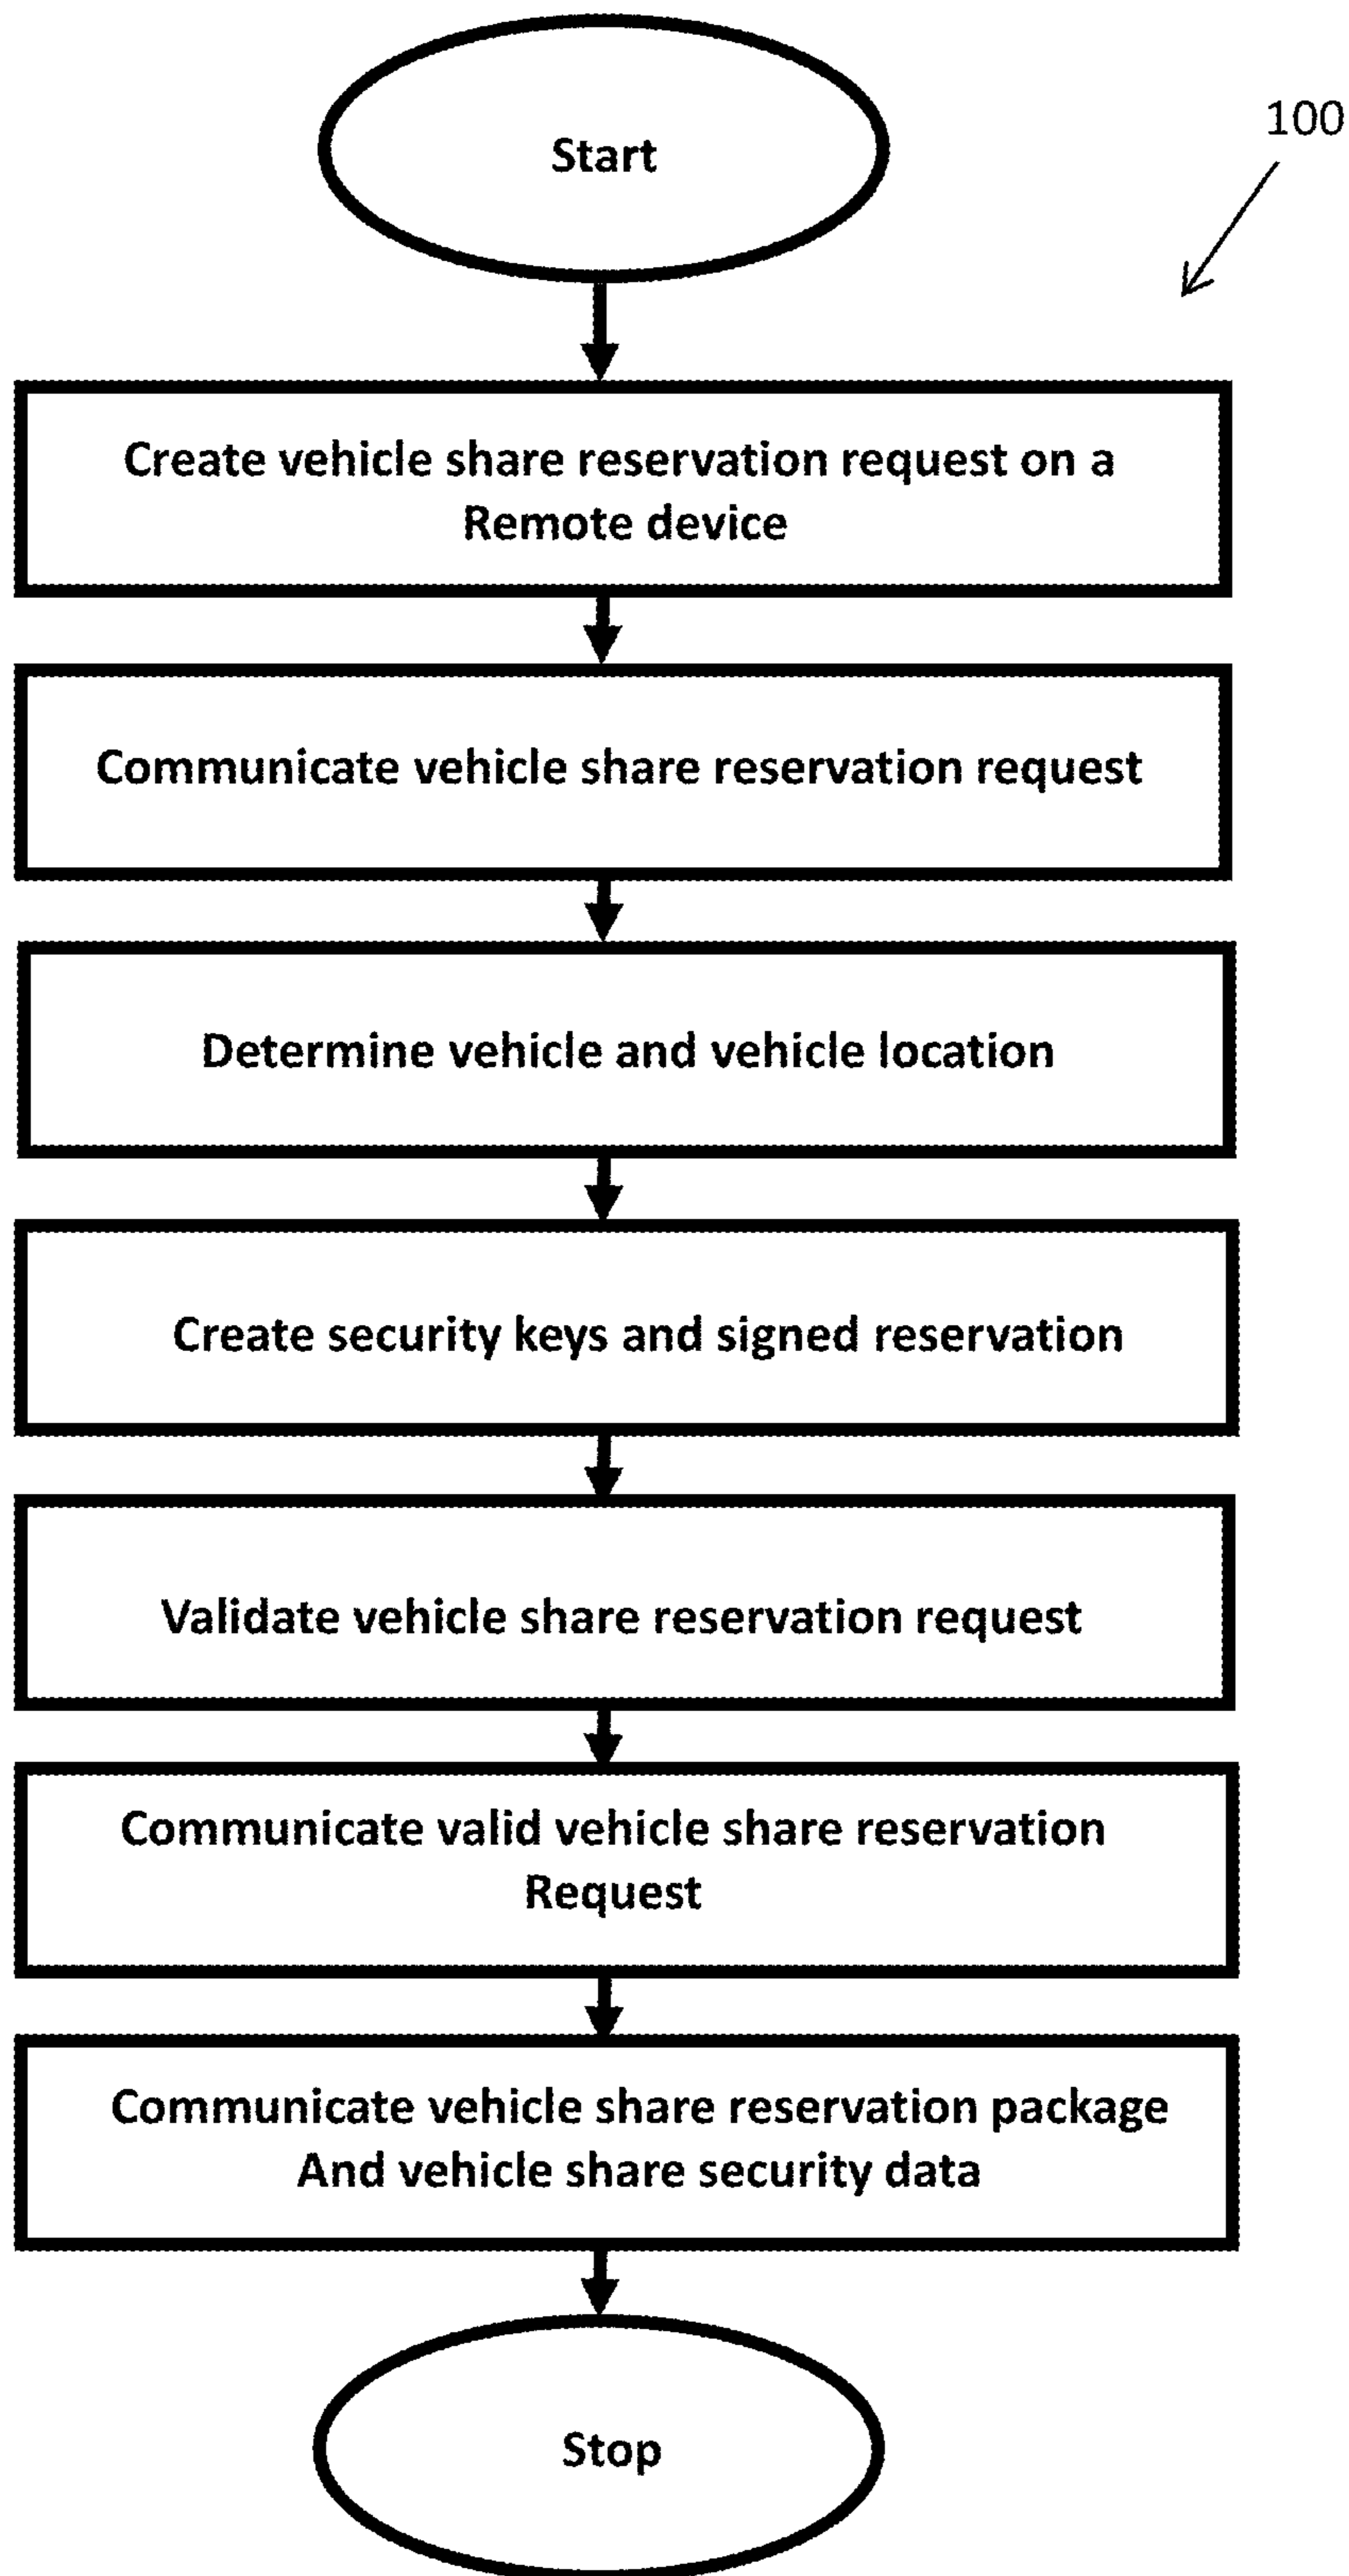 Start
100
Create vehicle share reservation request on a
Remote device
Communicate vehicle share reservation request
Determine vehicle and vehicle location
Create security keys and signed reservation
Validate vehicle share reservation request
Communicate valid vehicle share reservation
Request
Communicate vehicle share reservation package
And vehicle share security data
Stop